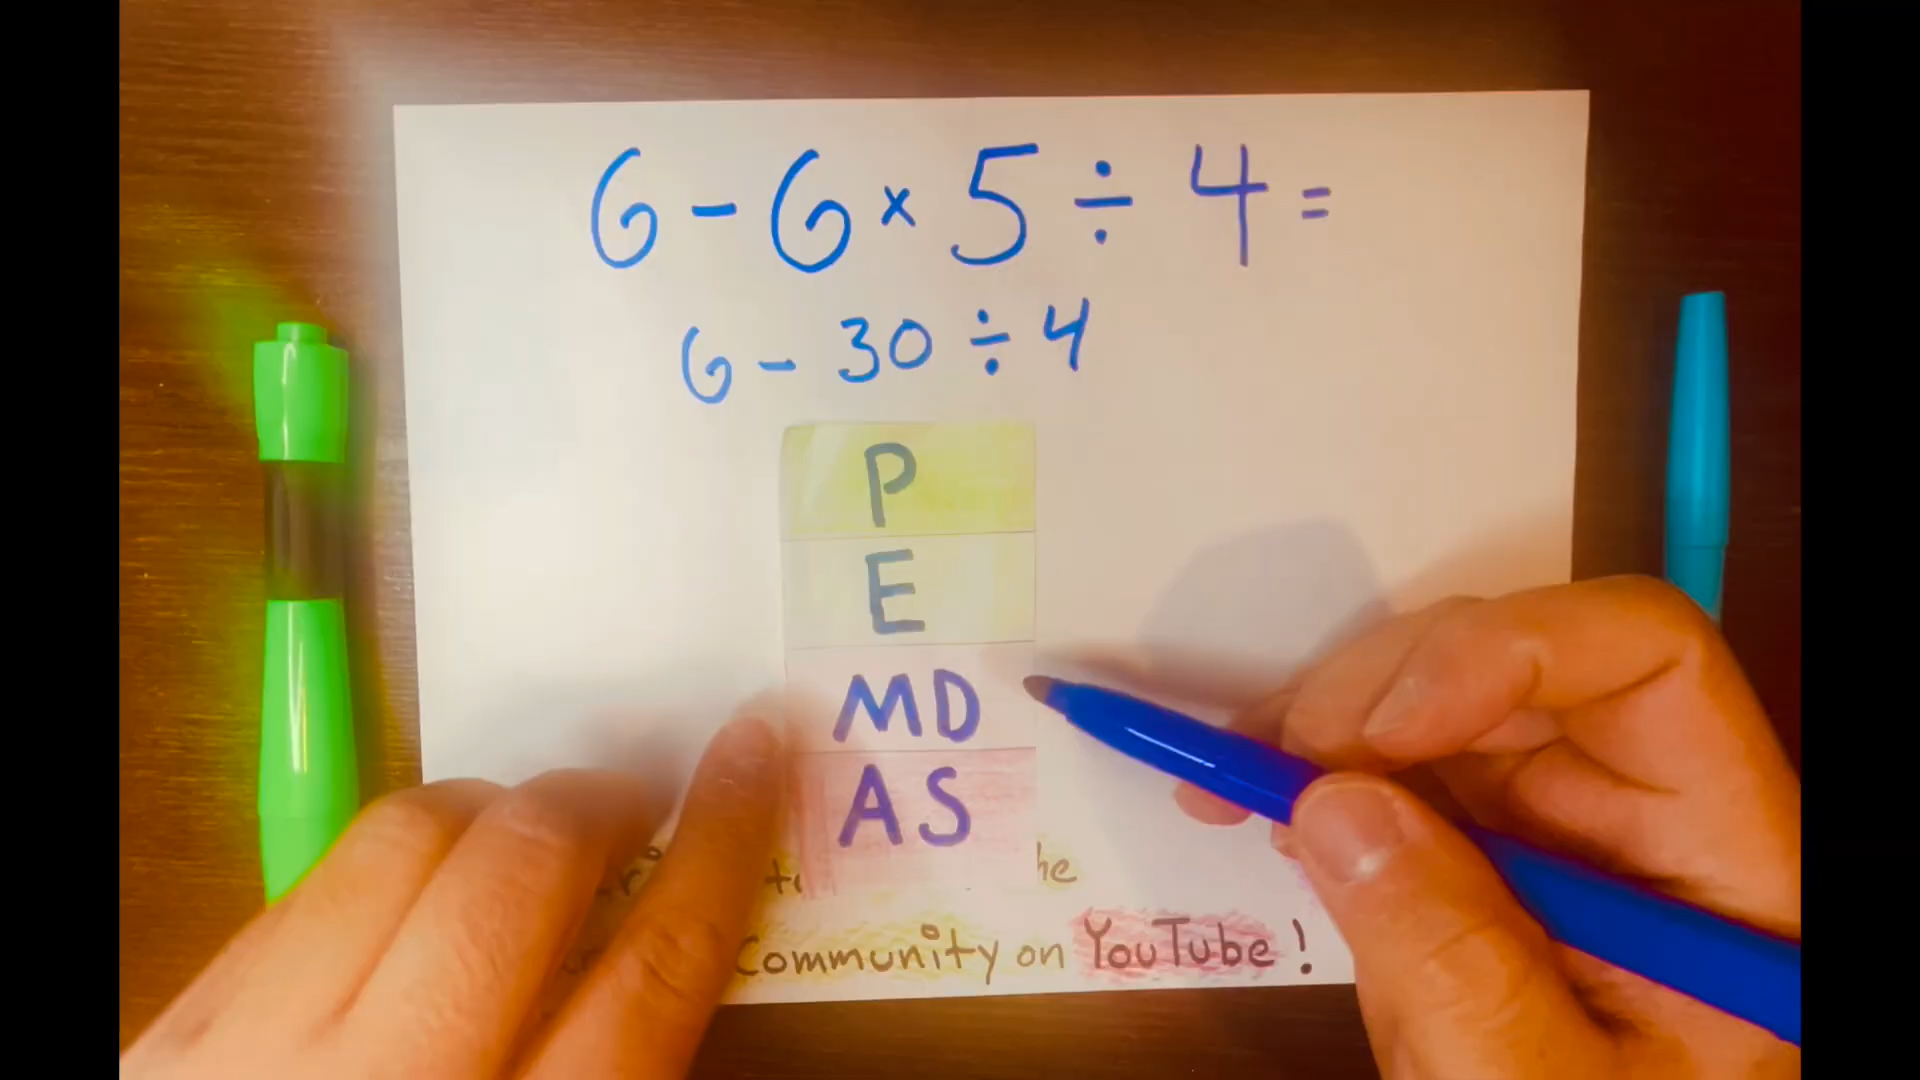 6 - 6 × 5 ÷ 4 =
6 - 30 ÷ 4
P
E
MD
AS
he
Community on YouTube!